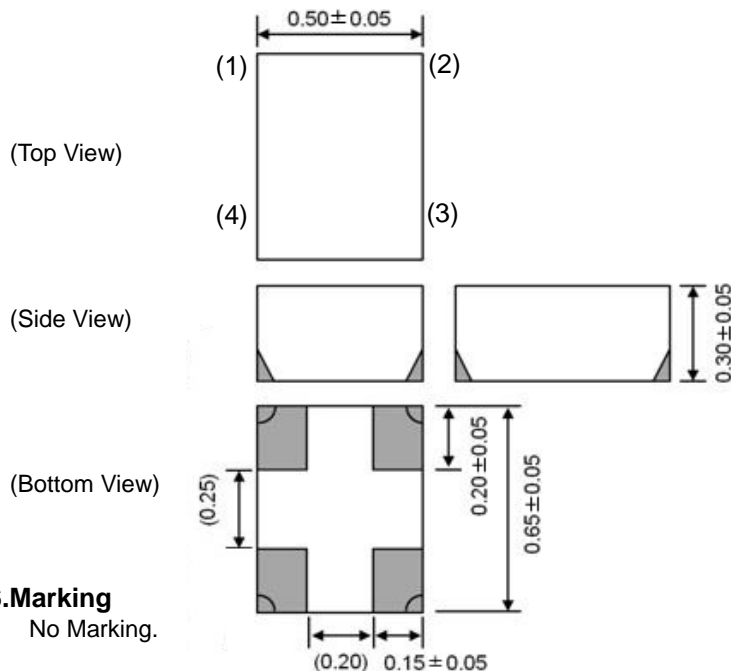 0.50±0.05
(1) (2)
(Top View)
(4) (3)
(Side View)
0.30±0.05
(Bottom View)
(0.25)
0.20±0.05
0.65±0.05
.Marking
No Marking.
(0.20) 0.15±0.05